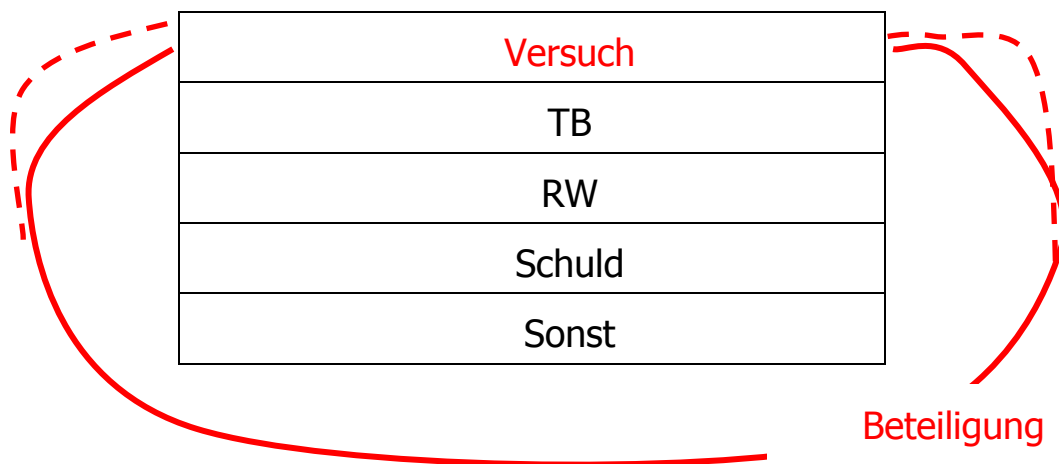 Versuch
TB
RW
Schuld
Sonst
Beteiligung